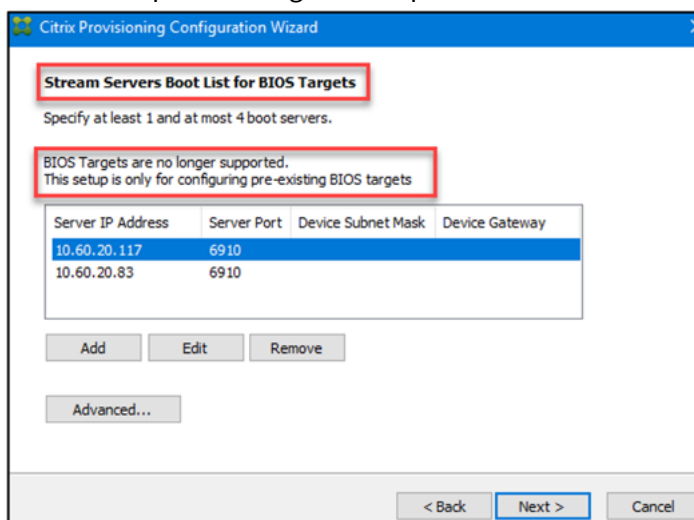 Citrix Provisioning Configuration Wizard
Stream Servers Boot List for BIOS Targets
Specify at least 1 and at most 4 boot servers.
BIOS Targets are no longer supported.
This setup is only for configuring pre-existing BIOS targets
Server IP Address Server Port Device Subnet Mask Device Gateway
10.60.20.117 6910
10.60.20.83 6910
Add Edit Remove
Advanced...
< Back Next > Cancel